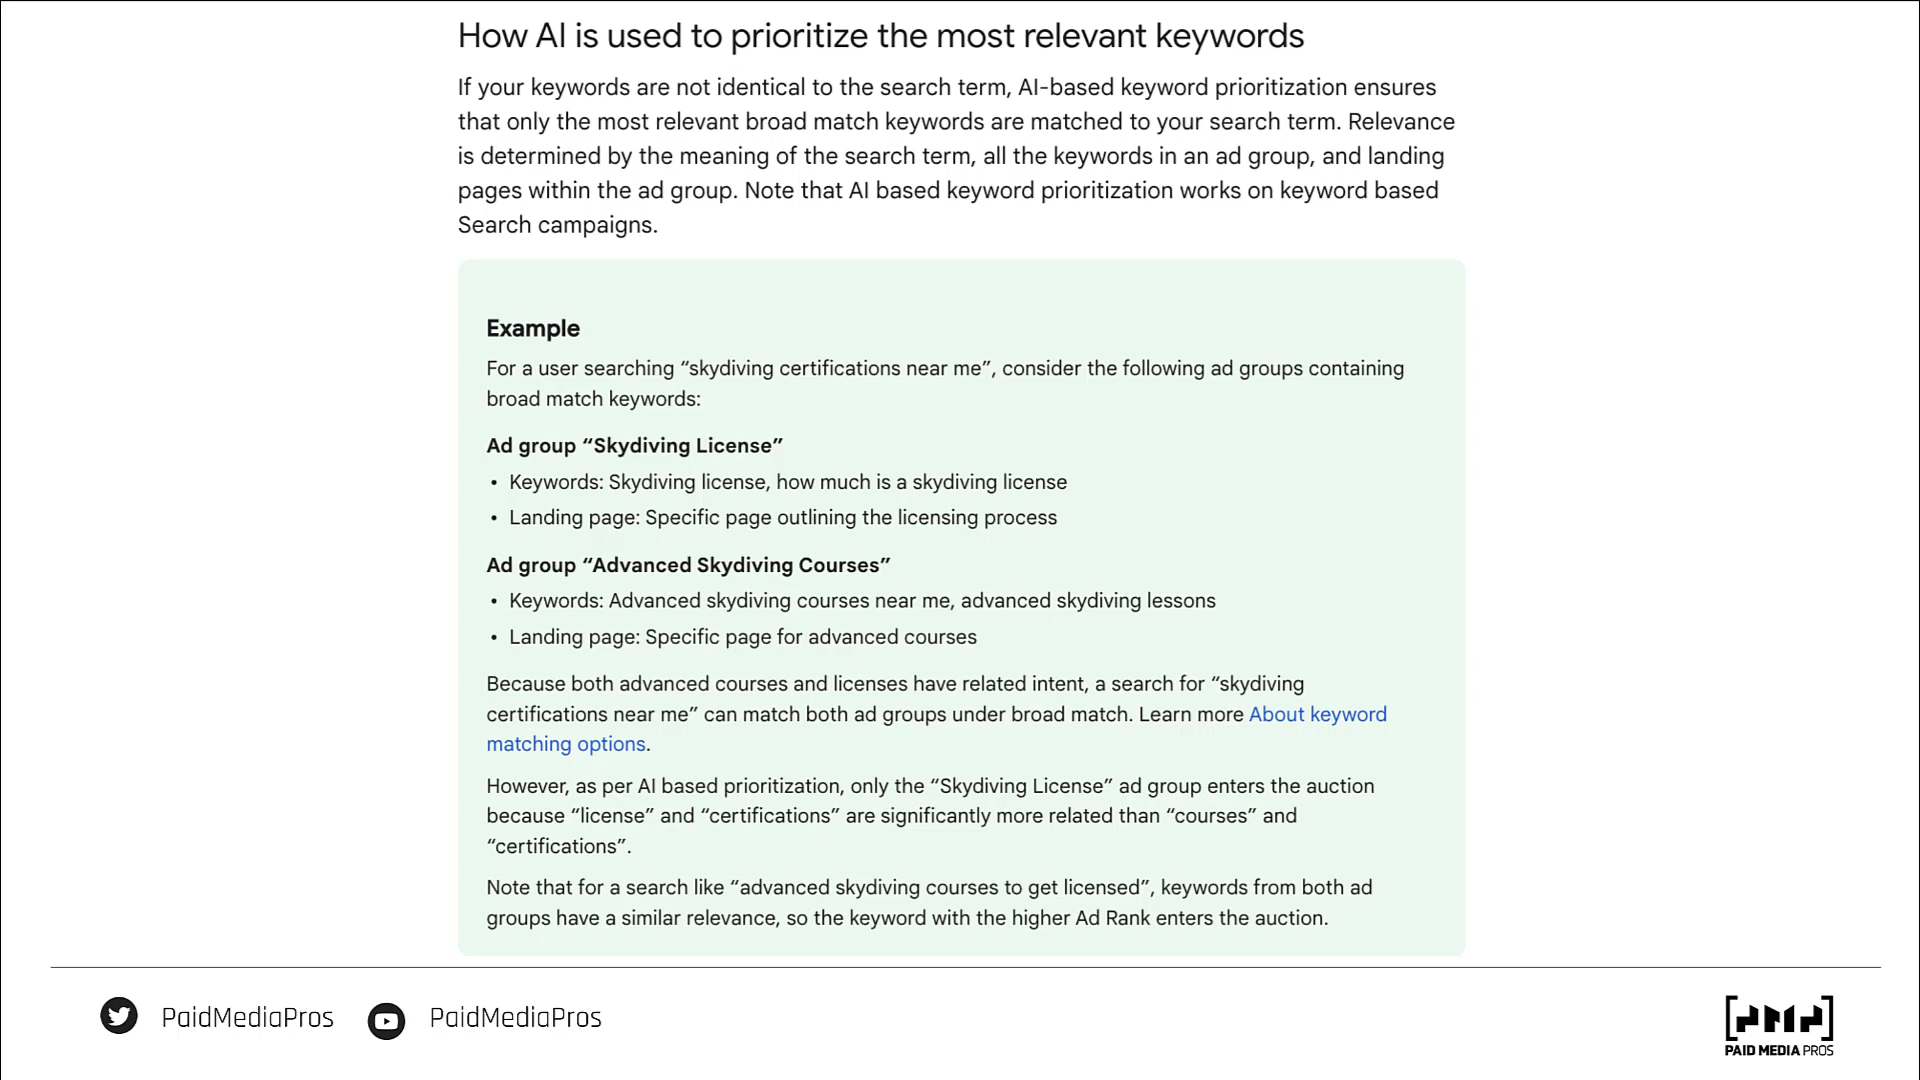 How AI is used to prioritize the most relevant keywords
If your keywords are not identical to the search term, AI-based keyword prioritization ensures
that only the most relevant broad match keywords are matched to your search term. Relevance
is determined by the meaning of the search term, all the keywords in an ad group, and landing
pages within the ad group. Note that AI based keyword prioritization works on keyword based
Search campaigns.
Example
For a user searching “skydiving certifications near me”, consider the following ad groups containing
broad match keywords:
Ad group “Skydiving License”
• Keywords: Skydiving license, how much is a skydiving license
• Landing page: Specific page outlining the licensing process
Ad group “Advanced Skydiving Courses”
• Keywords: Advanced skydiving courses near me, advanced skydiving lessons
• Landing page: Specific page for advanced courses
Because both advanced courses and licenses have related intent, a search for “skydiving
certifications near me” can match both ad groups under broad match. Learn more About keyword
matching options.
However, as per AI based prioritization, only the “Skydiving License” ad group enters the auction
because “license” and “certifications” are significantly more related than “courses” and
“certifications”.
Note that for a search like “advanced skydiving courses to get licensed”, keywords from both ad
groups have a similar relevance, so the keyword with the higher Ad Rank enters the auction.
PaidMediaPros PaidMediaPros
[PMP]
PAID MEDIA PROS